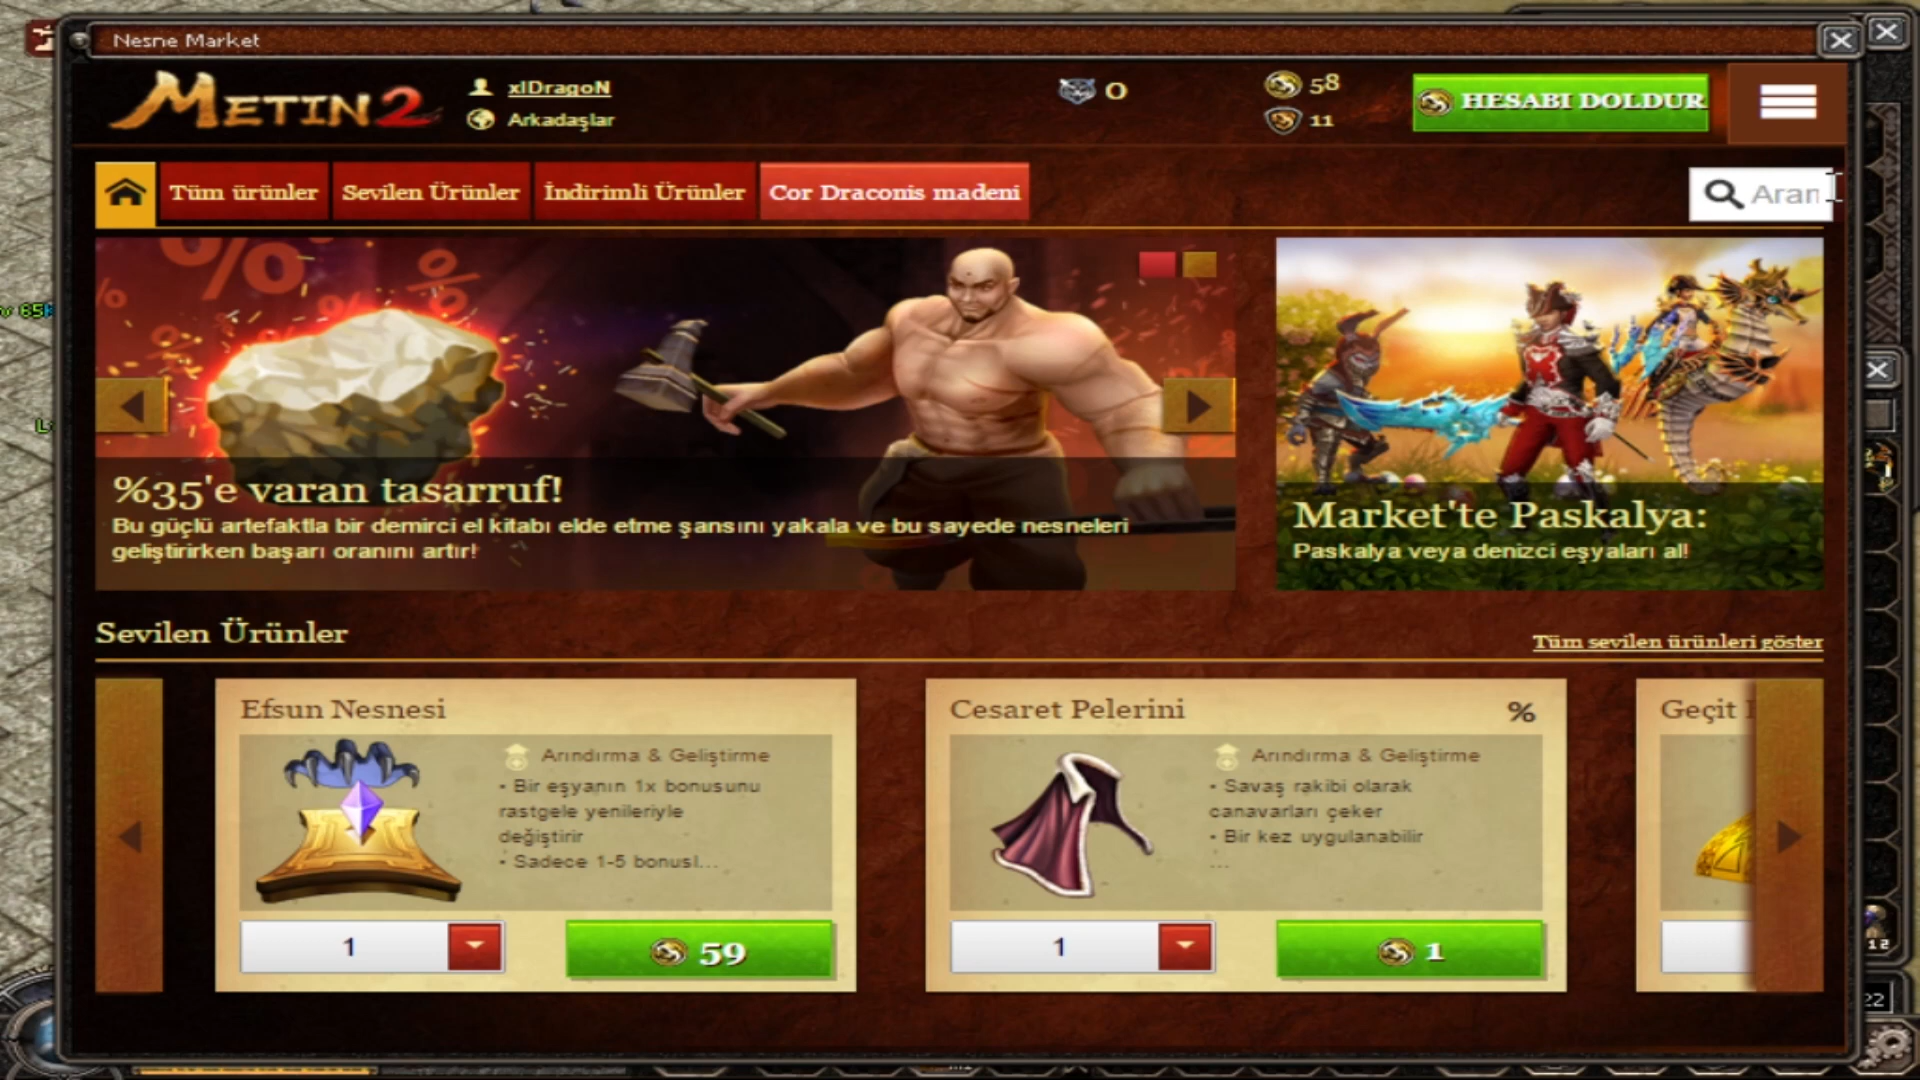 Nesne Market
METIN2
xIDragoN
Arkadaşlar
0
58
11
HESABI DOLDUR
Tüm ürünler
Sevilen Ürünler
İndirimli Ürünler
Cor Draconis madeni
Aran
%35'e varan tasarruf!
Bu güçlü artefaktla bir demirci el kitabı elde etme şansını yakala ve bu sayede nesneleri
geliştirirken başarı oranını artır!
Market'te Paskalya:
Paskalya veya denizci eşyaları al!
Sevilen Ürünler
Tüm sevilen ürünleri göster
Efsun Nesnesi
Arındırma & Geliştirme
• Bir eşyanın 1x bonusunu
rastgele yenileriyle
değiştirir
• Sadece 1-5 bonusl...
1
59
Cesaret Pelerini
%
Arındırma & Geliştirme
• Savaş rakibi olarak
canavarları çeker
• Bir kez uygulanabilir
...
1
1
Geçit
65
12
22